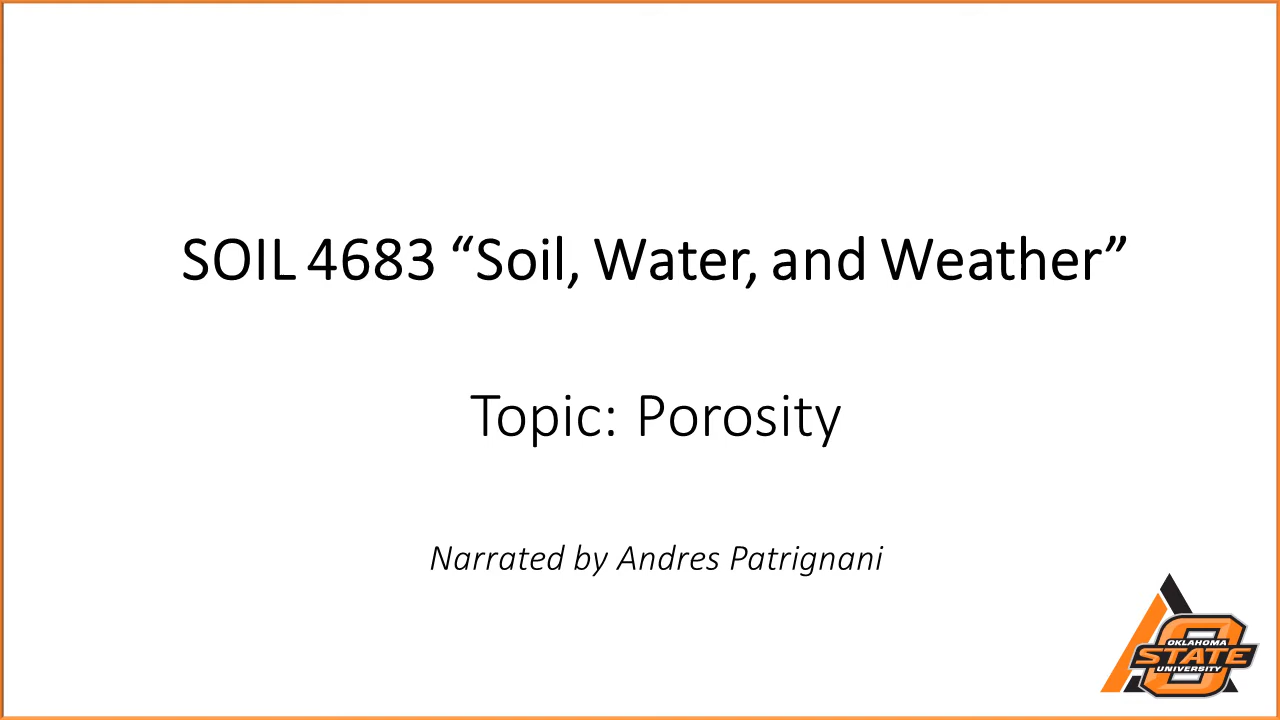 SOIL 4683 “Soil, Water, and Weather”
Topic: Porosity
Narrated by Andres Patrignani
OKLAHOMA
STATE
UNIVERSITY